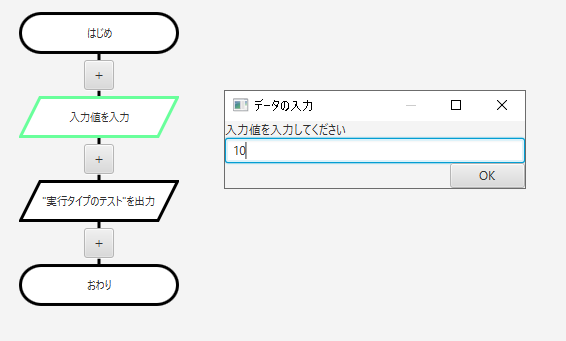 はじめ
+
入力値を入力
+
"実行タイプのテスト"を出力
+
おわり
データの入力
入力値を入力してください
10
OK